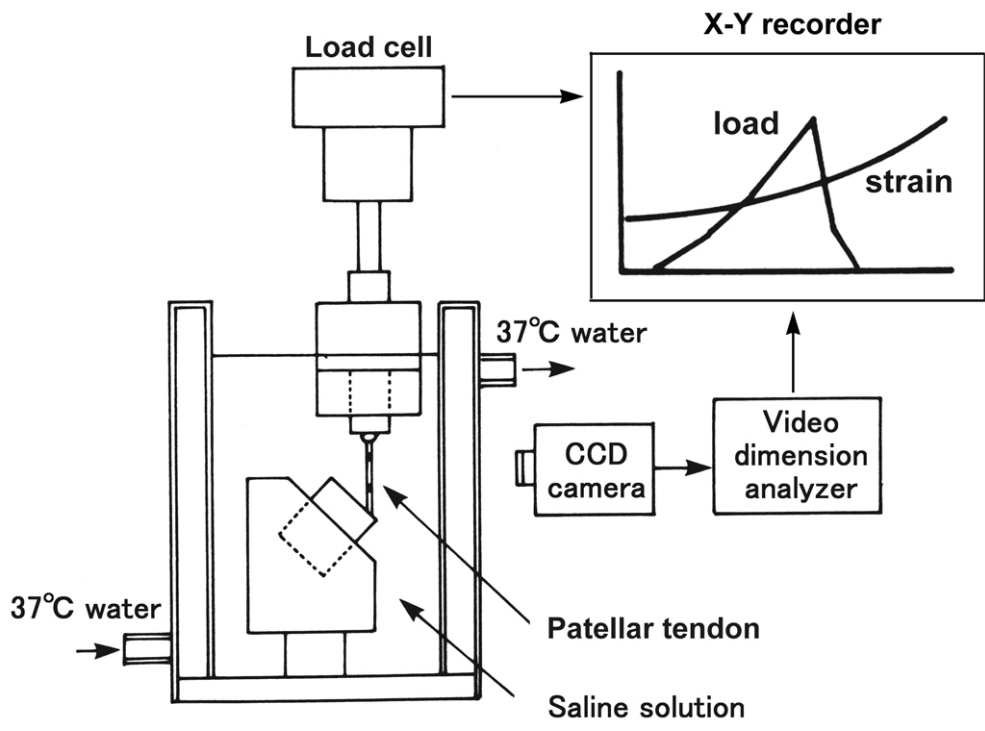 X-Y recorder
Load cell
load
strain
37°C water
CCD
camera
Video
dimension
analyzer
37°C water
Patellar tendon
Saline solution